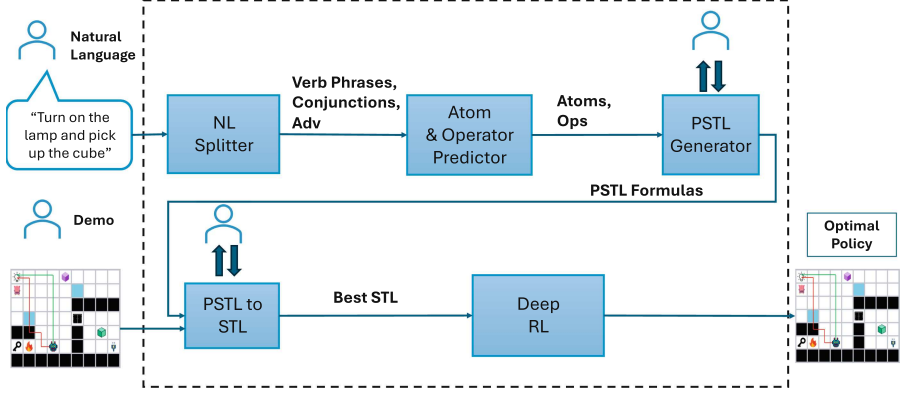 Natural
Language
“Turn on the
lamp and pick
up the cube”
NL
Splitter
Verb Phrases,
Conjunctions,
Adv
Atom
& Operator
Predictor
Atoms,
Ops
PSTL
Generator
PSTL Formulas
Demo
PSTL to
STL
Best STL
Deep
RL
Optimal
Policy